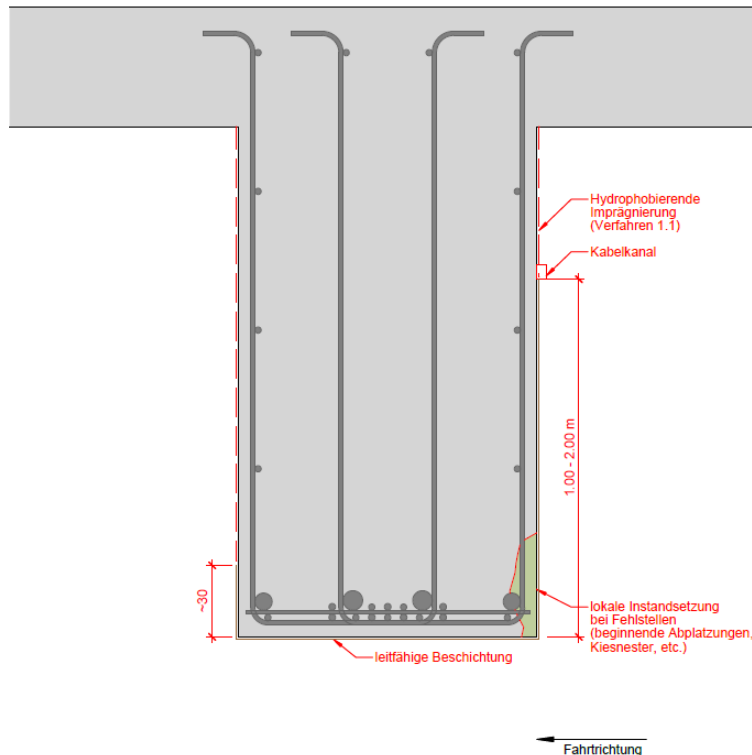 Hydrophobierende
Imprägnierung
(Verfahren 1.1)
Kabelkanal
1.00 - 2.00 m
~30
lokale Instandsetzung
bei Fehlstellen
(beginnende Abplatzungen,
Kiesnester, etc.)
leitfähige Beschichtung
Fahrtrichtung